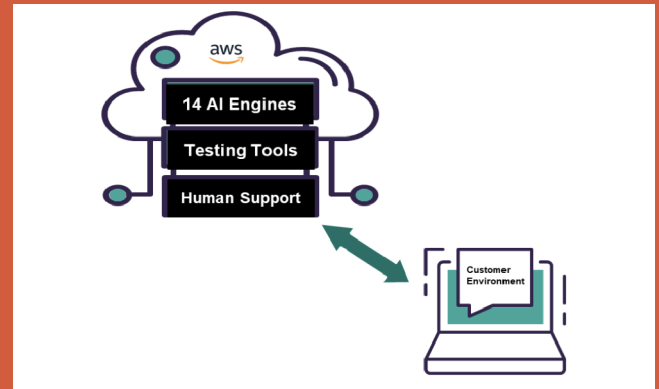 aws
14 AI Engines
Testing Tools
Human Support
Customer
Environment